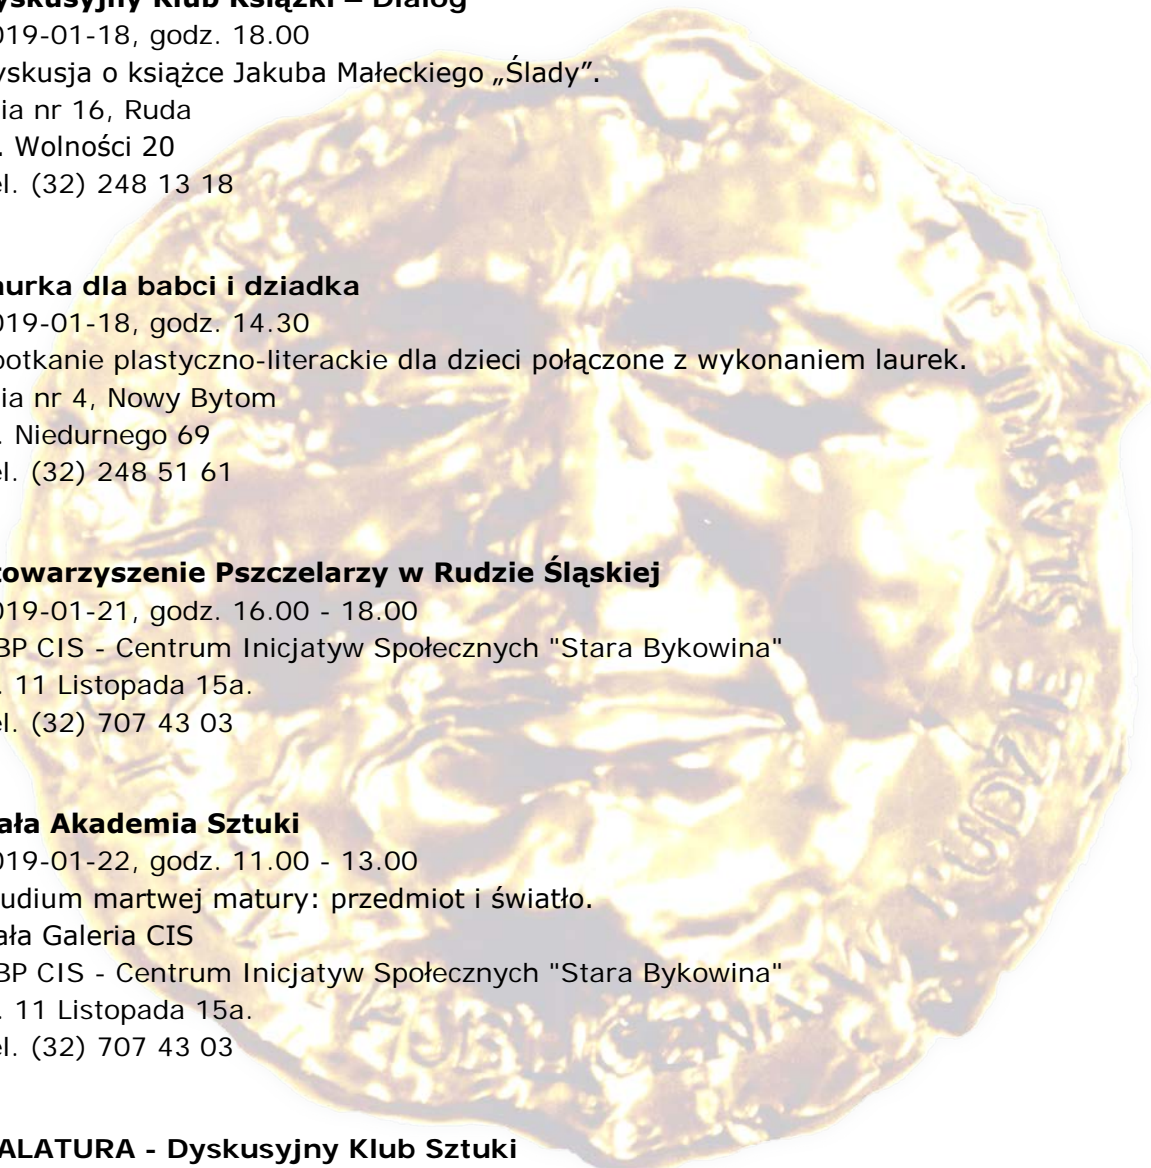 yskusyjny Klub Książki – Dialog
019-01-18, godz. 18.00
yskusja o książce Jakuba Małeckiego „Ślady”.
ia nr 16, Ruda
. Wolności 20
el. (32) 248 13 18
aurka dla babci i dziadka
019-01-18, godz. 14.30
potkanie plastyczno-literackie dla dzieci połączone z wykonaniem laurek.
ia nr 4, Nowy Bytom
. Niedurnego 69
el. (32) 248 51 61
towarzyszenie Pszczelarzy w Rudzie Śląskiej
019-01-21, godz. 16.00 - 18.00
BP CIS - Centrum Inicjatyw Społecznych "Stara Bykowina"
. 11 Listopada 15a.
el. (32) 707 43 03
ała Akademia Sztuki
019-01-22, godz. 11.00 - 13.00
tudium martwej matury: przedmiot i światło.
ała Galeria CIS
BP CIS - Centrum Inicjatyw Społecznych "Stara Bykowina"
. 11 Listopada 15a.
el. (32) 707 43 03
ALATURA - Dyskusyjny Klub Sztuki